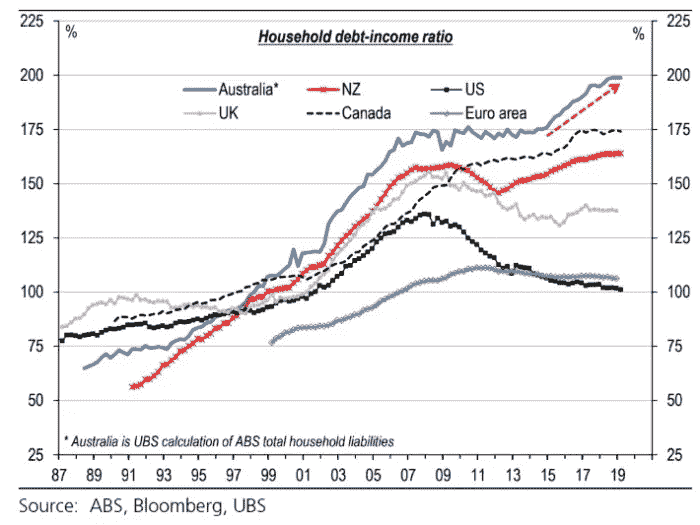 Household debt-income ratio
% %
Australia* NZ US
UK Canada Euro area
225 225
200 200
175 175
150 150
125 125
100 100
75 75
50 50
25 25
* Australia is UBS calculation of ABS total household liabilities
87 89 91 93 95 97 99 01 03 05 07 09 11 13 15 17 19
Source: ABS, Bloomberg, UBS